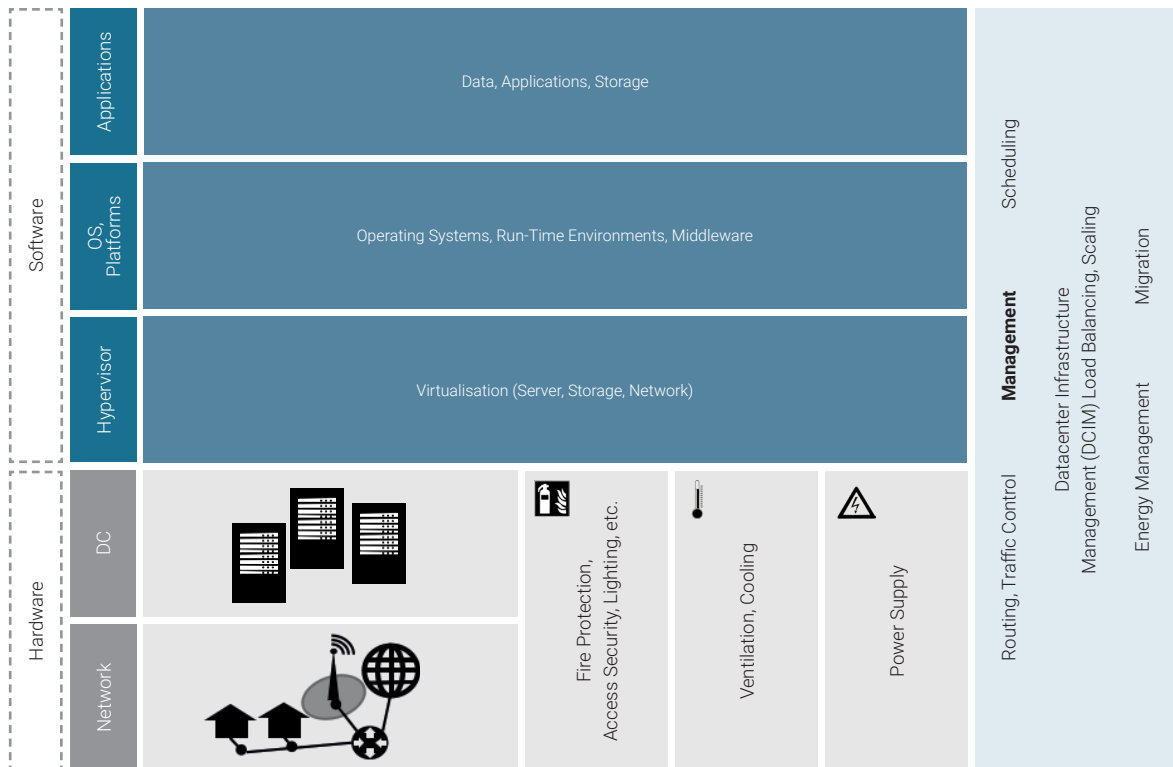 Software
Applications
Data, Applications, Storage
OS,
Platforms
Operating Systems, Run-Time Environments, Middleware
Hypervisor
Virtualisation (Server, Storage, Network)
Hardware
DC
Network
Fire Protection,
Access Security, Lighting, etc.
Ventilation, Cooling
Power Supply
Routing, Traffic Control
Management
Scheduling
Datacenter Infrastructure
Management (DCIM) Load Balancing, Scaling
Energy Management
Migration